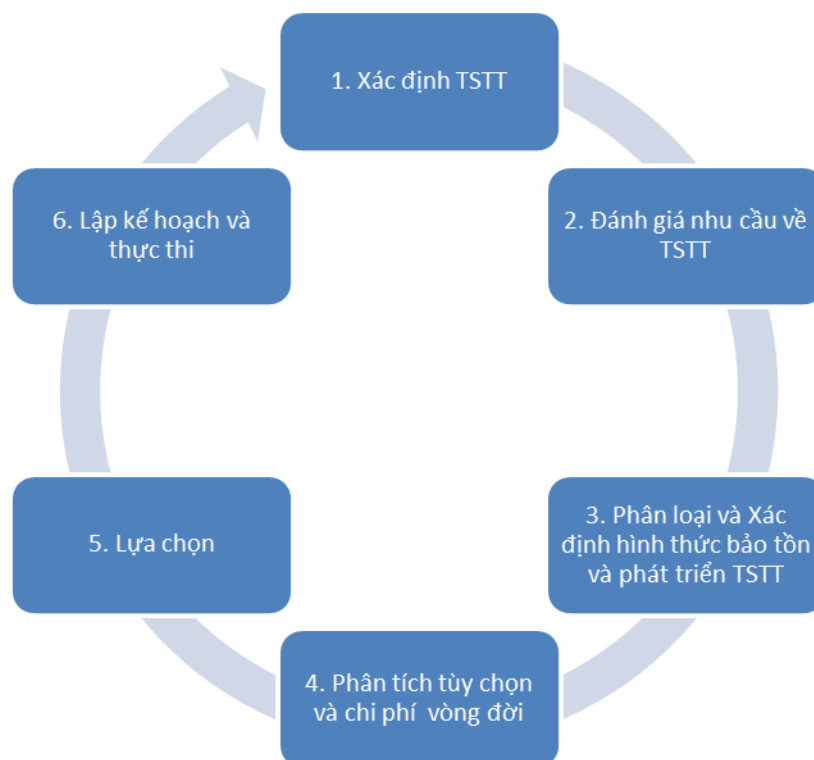 1. Xác định TSTT
2. Đánh giá nhu cầu về
TSTT
3. Phân loại và Xác
định hình thức bảo tồn
và phát triển TSTT
4. Phân tích tùy chọn
và chi phí  vòng đời
5. Lựa chọn
6. Lập kế hoạch và
thực thi